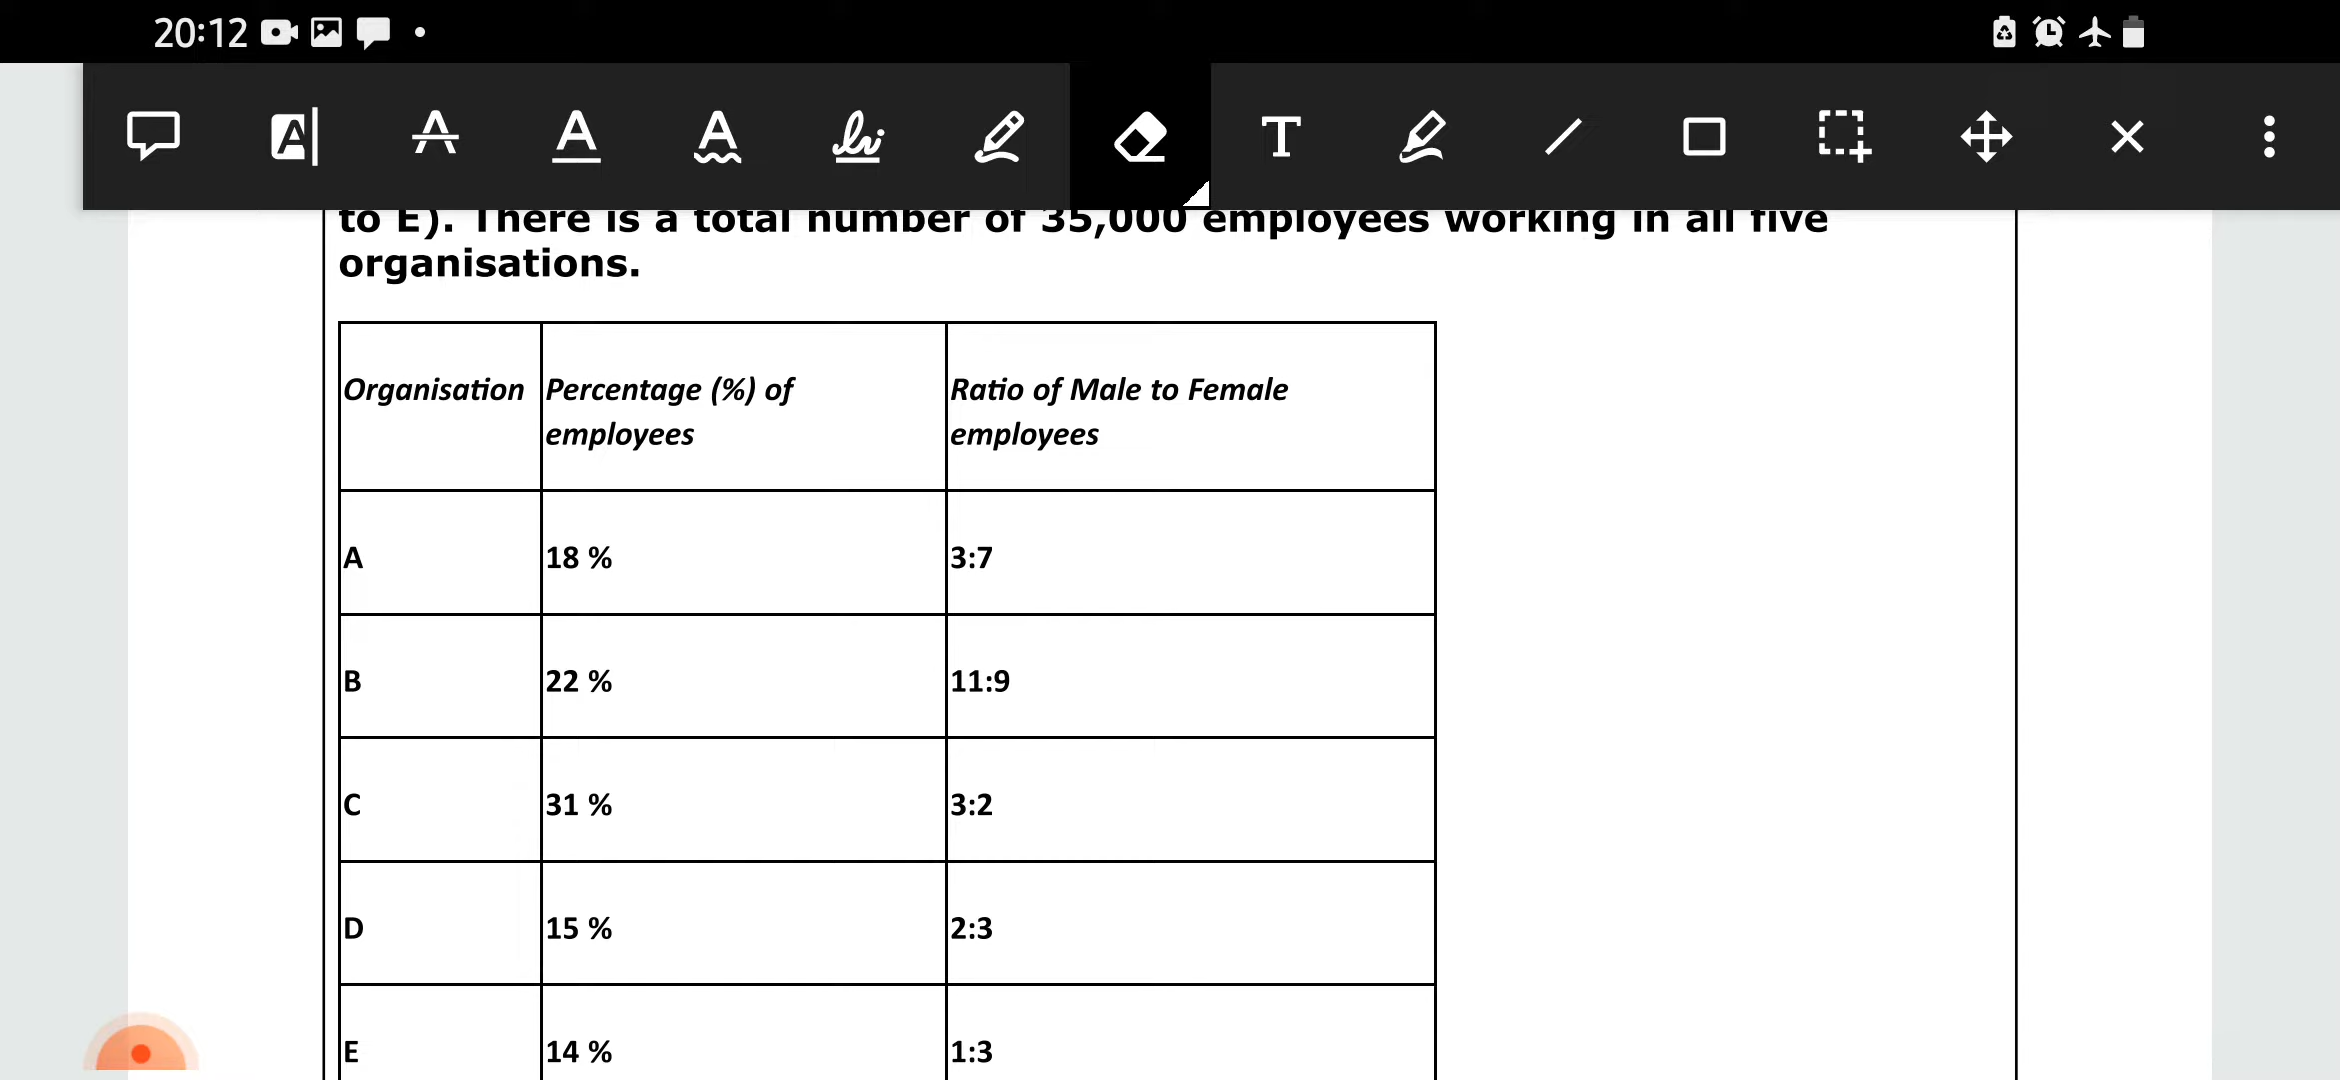 20:12
to E). There is a total number of 35,000 employees working in all five
organisations.
Organisation Percentage (%) of employees Ratio of Male to Female employees
A 18 % 3:7
B 22 % 11:9
C 31 % 3:2
D 15 % 2:3
E 14 % 1:3